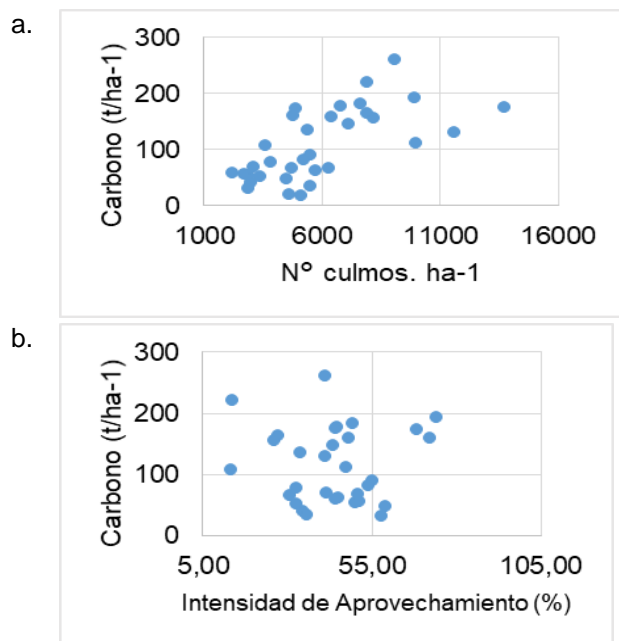 a.
300
200
100
0
Carbono (t/ha-1)
1000 6000 11000 16000
Nº culmos. ha-1
b.
300
200
100
0
Carbono (t/ha-1)
5,00 55,00 105,00
Intensidad de Aprovechamiento (%)